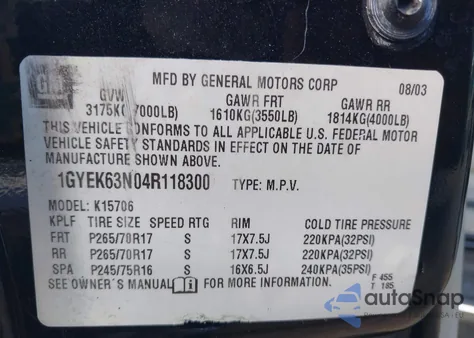 GM
MFD BY GENERAL MOTORS CORP 08/03
GVW GAWR FRT GAWR RR
3175KG(7000LB) 1610KG(3550LB) 1814KG(4000LB)
THIS VEHICLE CONFORMS TO ALL APPLICABLE U.S. FEDERAL MOTOR
VEHICLE SAFETY STANDARDS IN EFFECT ON THE DATE OF
MANUFACTURE SHOWN ABOVE.
1GYEK63N04R118300 TYPE: M.P.V.
MODEL: K15706
KPLF TIRE SIZE SPEED RTG RIM COLD TIRE PRESSURE
FRT P265/70R17 S 17X7.5J 220KPA(32PSI)
RR P265/70R17 S 17X7.5J 220KPA(32PSI)
SPA P245/75R16 S 16X6.5J 240KPA(35PSI)
SEE OWNER'S MANUAL FOR MORE INFORMATION. F 455
T 185
autoSnap